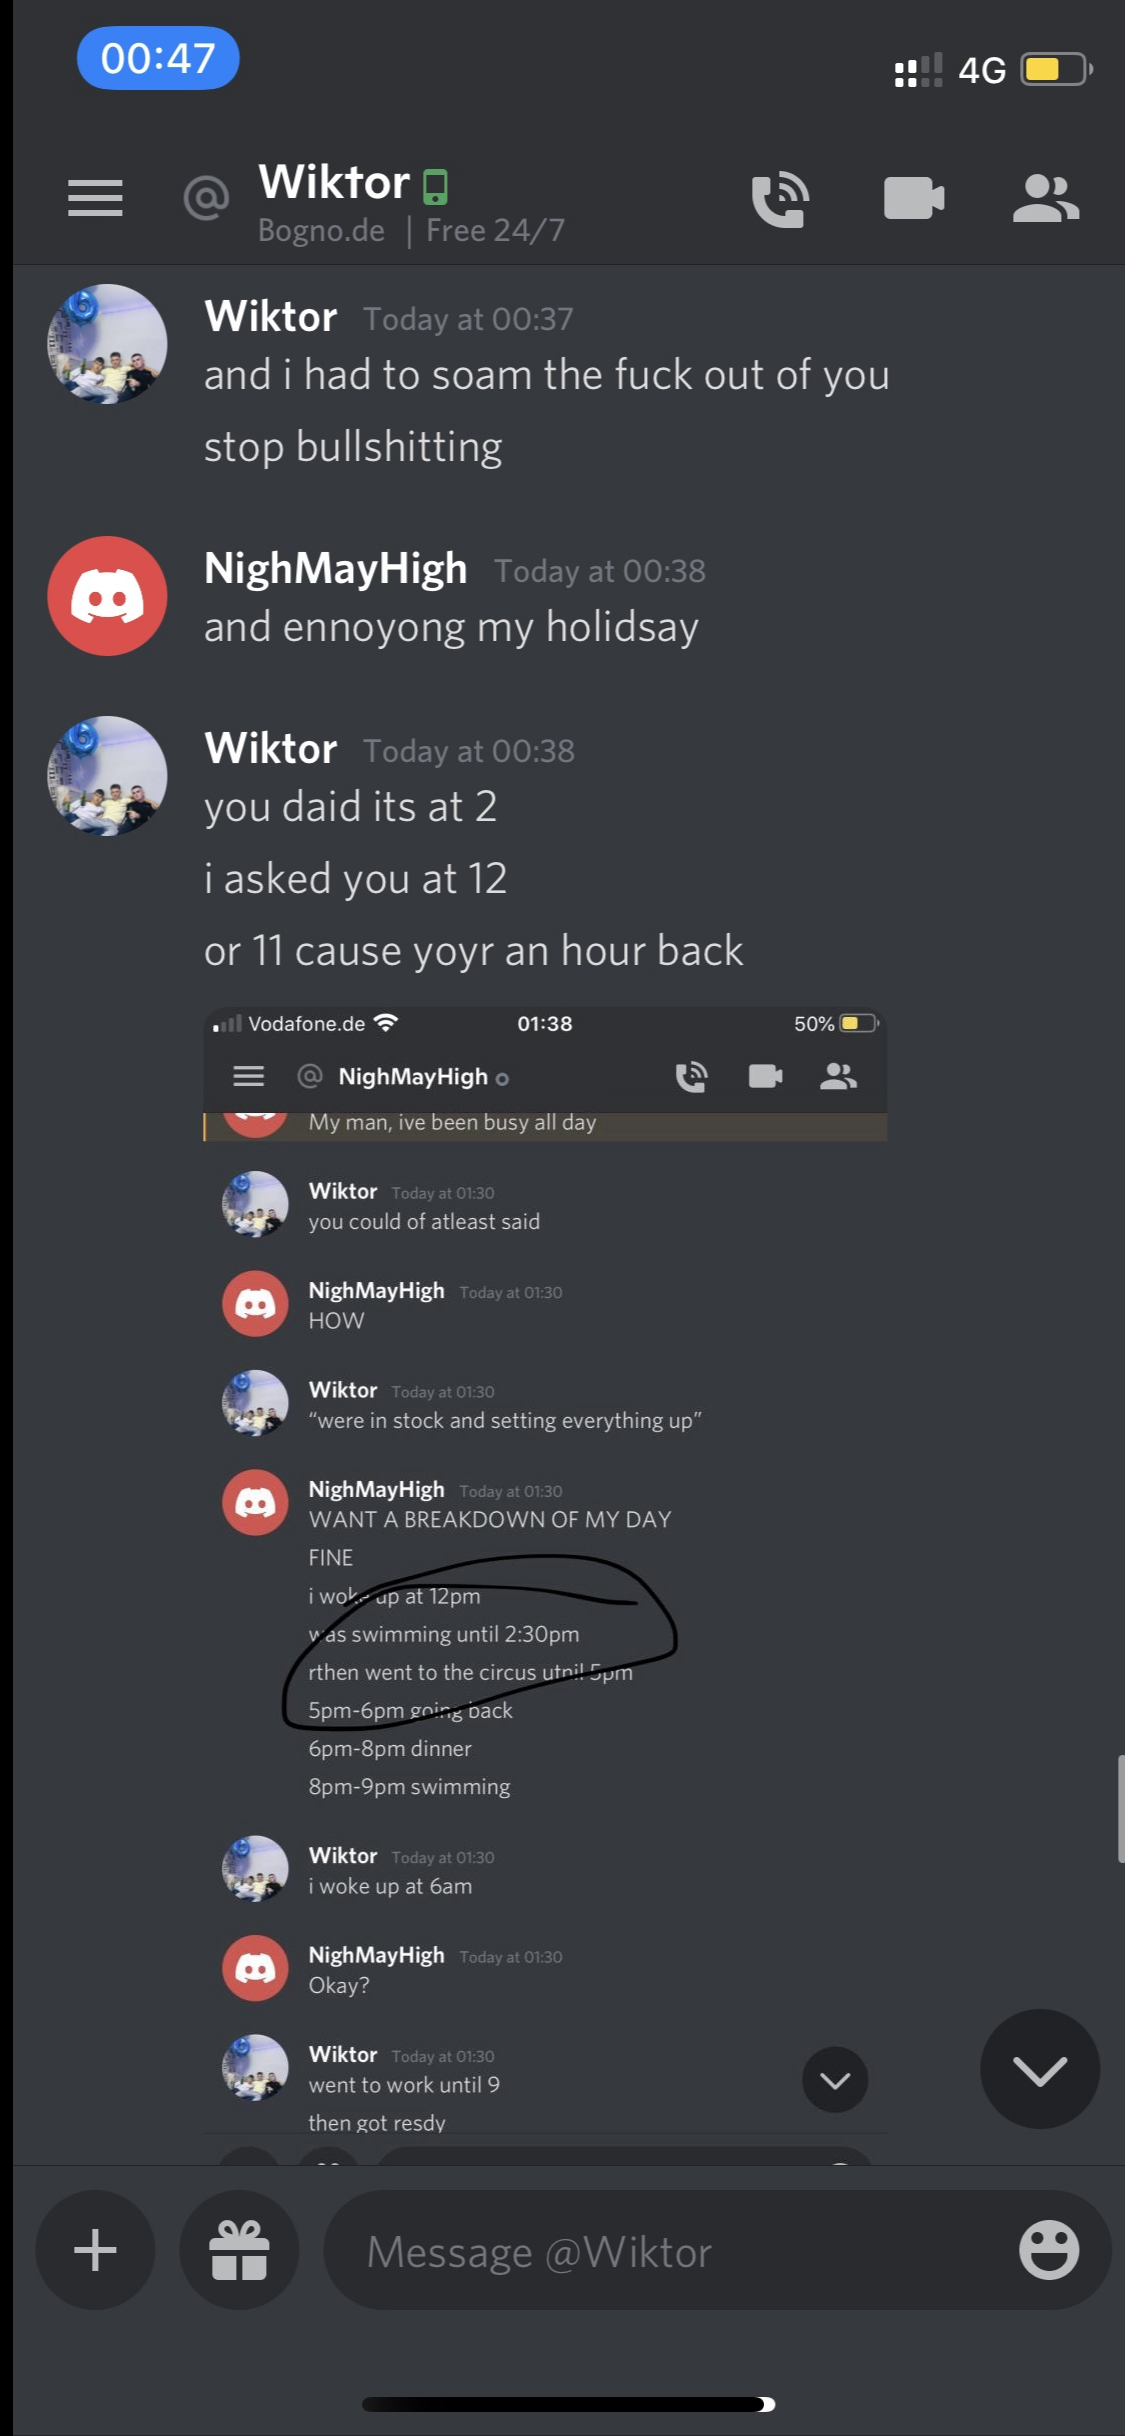 00:47
4G
@ Wiktor
Bogno.de | Free 24/7
Wiktor Today at 00:37
and i had to soam the fuck out of you
stop bullshitting
NighMayHigh Today at 00:38
and ennoyong my holidsay
Wiktor Today at 00:38
you daid its at 2
i asked you at 12
or 11 cause yoyr an hour back
Vodafone.de 01:38 50%
@ NighMayHigh
My man, ive been busy all day
Wiktor Today at 01:30
you could of atleast said
NighMayHigh Today at 01:30
HOW
Wiktor Today at 01:30
“were in stock and setting everything up”
NighMayHigh Today at 01:30
WANT A BREAKDOWN OF MY DAY
FINE
i woke up at 12pm
was swimming until 2:30pm
rthen went to the circus utnil 5pm
5pm-6pm going back
6pm-8pm dinner
8pm-9pm swimming
Wiktor Today at 01:30
i woke up at 6am
NighMayHigh Today at 01:30
Okay?
Wiktor Today at 01:30
went to work until 9
then got resdy
Message @Wiktor